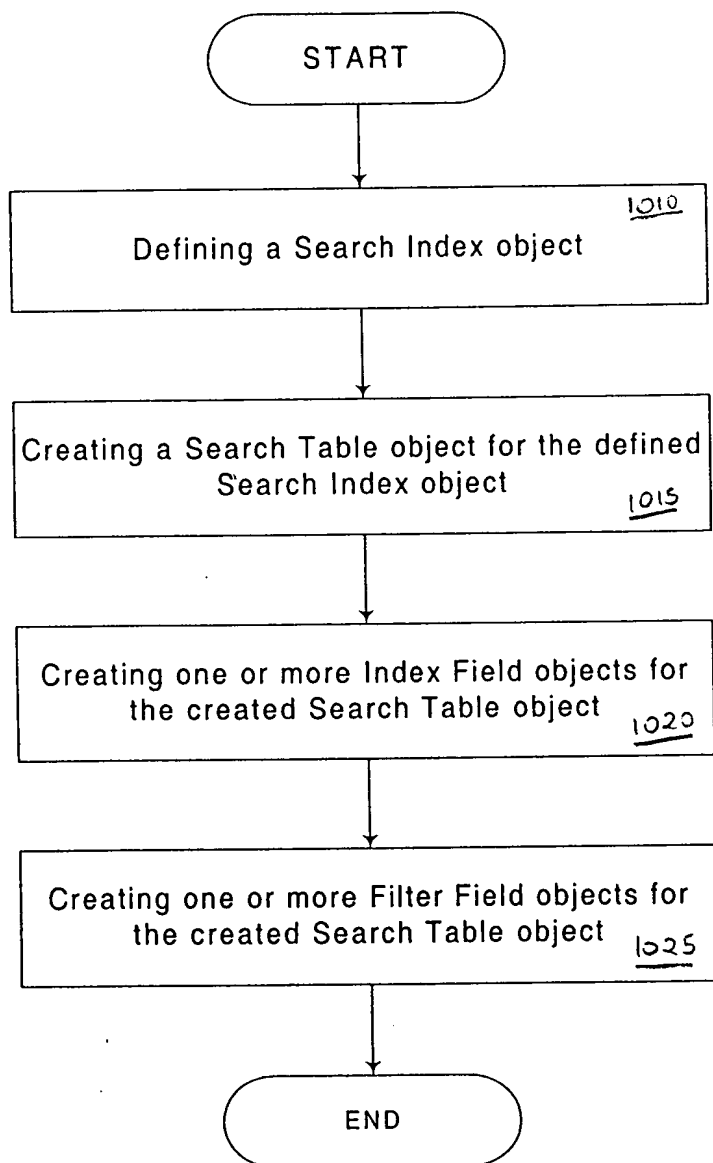 START
1010
Defining a Search Index object
Creating a Search Table object for the defined
Search Index object
1015
Creating one or more Index Field objects for
the created Search Table object
1020
Creating one or more Filter Field objects for
the created Search Table object
1025
END